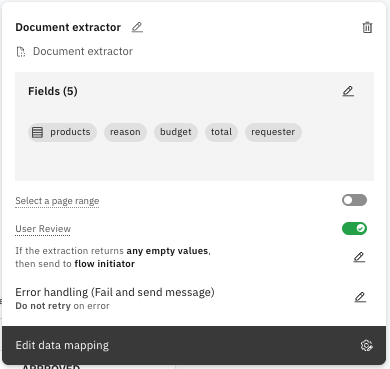 Document extractor
Document extractor
Fields (5)
products reason budget total requester
Select a page range
User Review
If the extraction returns any empty values,
then send to flow initiator
Error handling (Fail and send message)
Do not retry on error
Edit data mapping
APPROVED